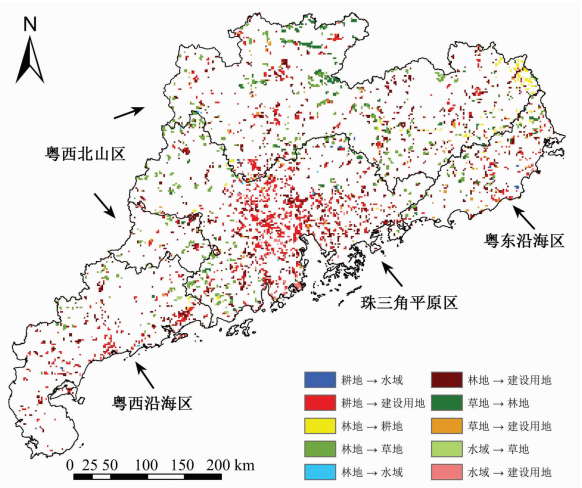 N
粤西北山区
粤东沿海区
珠三角平原区
粤西沿海区
耕地 → 水域
林地 → 建设用地
耕地 → 建设用地
草地 → 林地
林地 → 耕地
草地 → 建设用地
林地 → 草地
水域 → 草地
林地 → 水域
水域 → 建设用地
0 25 50 100 150 200 km